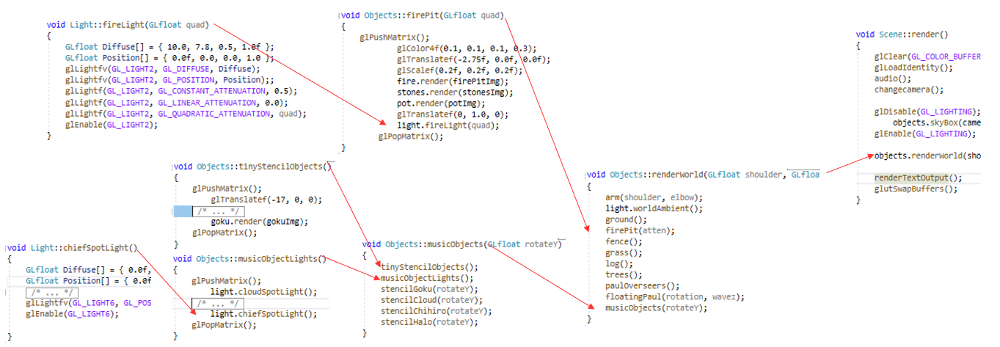 void Light::fireLight(GLfloat quad)
{
GLfloat Diffuse[] = { 10.0, 7.8, 0.5, 1.0f };
GLfloat Position[] = { 0.0f, 0.0, 0.0, 1.0 };
glLightfv(GL_LIGHT2, GL_DIFFUSE, Diffuse);
glLightfv(GL_LIGHT2, GL_POSITION, Position);;
glLightf(GL_LIGHT2, GL_CONSTANT_ATTENUATION, 0.5);
glLightf(GL_LIGHT2, GL_LINEAR_ATTENUATION, 0.0);
glLightf(GL_LIGHT2, GL_QUADRATIC_ATTENUATION, quad);
glEnable(GL_LIGHT2);
}
void Objects::firePit(GLfloat quad)
{
glPushMatrix();
glColor4f(0.1, 0.1, 0.1, 0.3);
glTranslatef(-2.75f, 0.0f, 0.0f);
glScalef(0.2f, 0.2f, 0.2f);
fire.render(firePitImg);
stones.render(stonesImg);
pot.render(potImg);
glTranslatef(0, 1.0, 0);
light.fireLight(quad);
glPopMatrix();
}
void Scene::render()
{
glClear(GL_COLOR_BUFFER
glLoadIdentity();
audio();
changecamera();
glDisable(GL_LIGHTING);
objects.skyBox(came
glEnable(GL_LIGHTING);
objects.renderWorld(sho
renderTextOutput();
glutSwapBuffers();
}
void Objects::tinyStencilObjects()
{
glPushMatrix();
glTranslatef(-17, 0, 0);
/* ... */
goku.render(gokuImg);
glPopMatrix();
}
void Objects::renderWorld(GLfloat shoulder, GLfloa
{
arm(shoulder, elbow);
light.worldAmbient();
ground();
firePit(atten);
fence();
grass();
log();
trees();
paulOverseers();
floatingPaul(rotation, wavez);
musicObjects(rotateY);
}
void Light::chiefSpotLight()
{
GLfloat Diffuse[] = { 0.0f,
GLfloat Position[] = { 0.0f
/* ... */
glLightfv(GL_LIGHT6, GL_POS
glEnable(GL_LIGHT6);
}
void Objects::musicObjectLights()
{
glPushMatrix();
light.cloudSpotLight();
/* ... */
light.chiefSpotLight();
glPopMatrix();
}
void Objects::musicObjects(GLfloat rotateY)
{
tinyStencilObjects();
musicObjectLights();
stencilGoku(rotateY);
stencilCloud(rotateY);
stencilChihiro(rotateY);
stencilHalo(rotateY);
}